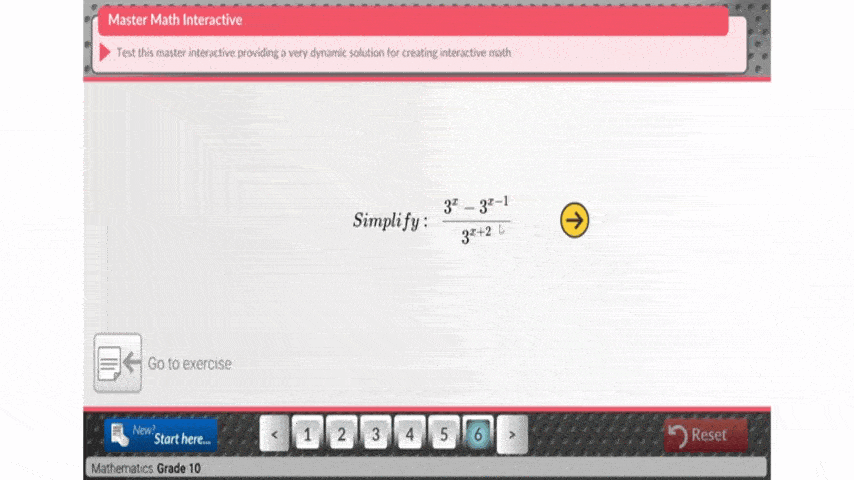 Master Math Interactive
Test this master interactive providing a very dynamic solution for creating interactive math
Simplify: \frac{3^x - 3^{x-1}}{3^{x+2}}
Go to exercise
New?
Start here...
< 1 2 3 4 5 6 >
Reset
Mathematics Grade 10